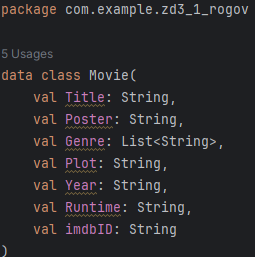 package com.example.zd3_1_rogov
5 Usages
data class Movie(
    val Title: String,
    val Poster: String,
    val Genre: List<String>,
    val Plot: String,
    val Year: String,
    val Runtime: String,
    val imdbID: String
)